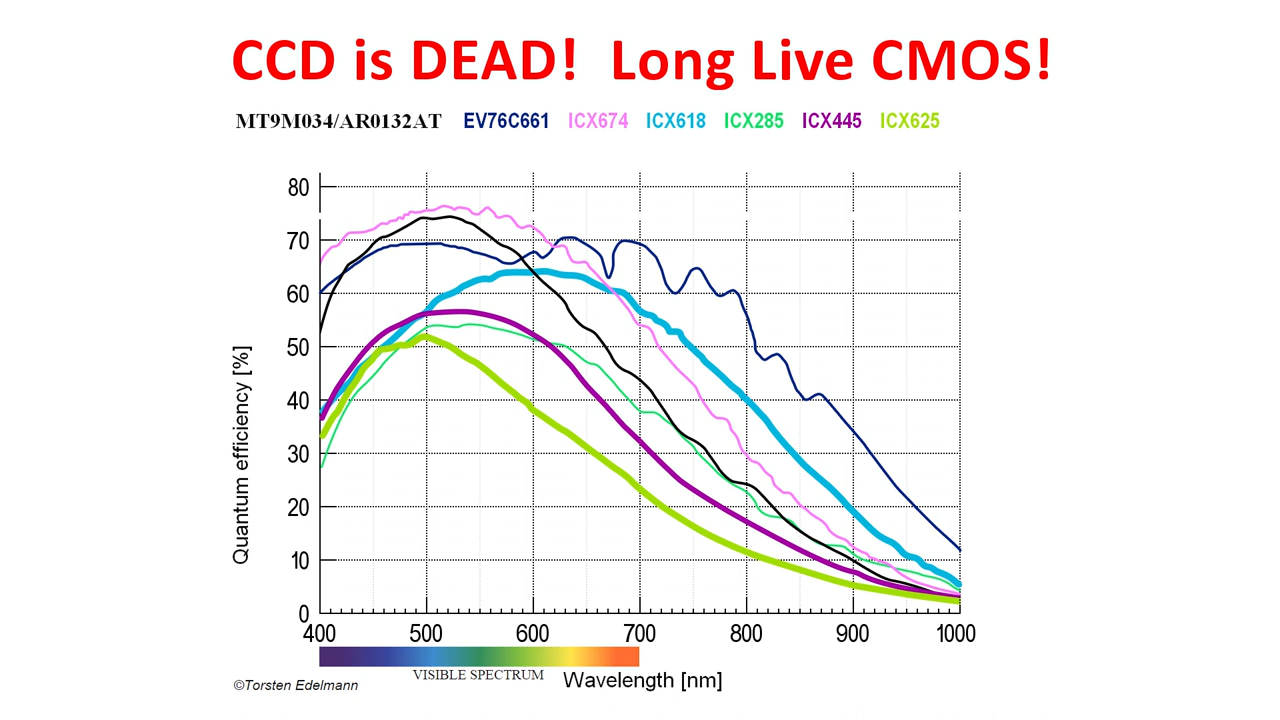 CCD is DEAD! Long Live CMOS!
MT9M034/AR0132AT EV76C661 ICX674 ICX618 ICX285 ICX445 ICX625
80
70
60
50
40
30
20
10
0
Quantum efficiency [%]
400 500 600 700 800 900 1000
VISIBLE SPECTRUM
Wavelength [nm]
©Torsten Edelmann